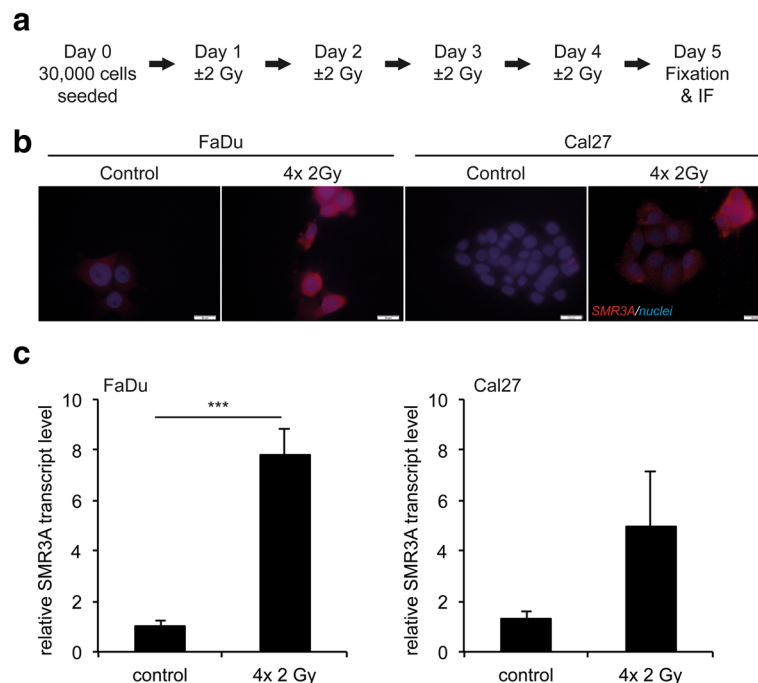 a
Day 0
30,000 cells
seeded
Day 1
±2 Gy
Day 2
±2 Gy
Day 3
±2 Gy
Day 4
±2 Gy
Day 5
Fixation
& IF
b
FaDu
Cal27
Control
4x 2Gy
Control
4x 2Gy
SMR3A/nuclei
c
FaDu
relative SMR3A transcript level
10
8
6
4
2
0
***
control
4x 2 Gy
Cal27
relative SMR3A transcript level
10
8
6
4
2
0
control
4x 2 Gy